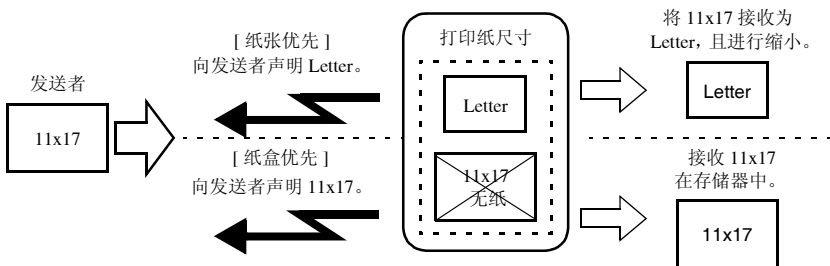 发送者
11x17
[ 纸张优先 ]
向发送者声明 Letter。
[ 纸盒优先 ]
向发送者声明 11x17。
打印纸尺寸
Letter
11x17
无纸
将 11x17 接收为
Letter，且进行缩小。
Letter
接收 11x17
在存储器中。
11x17